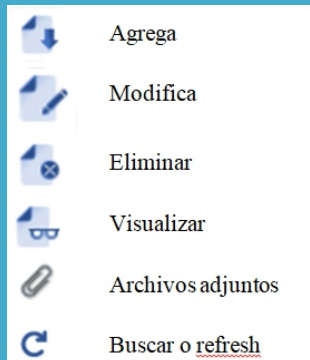 Agrega
Modifica
Eliminar
Visualizar
Archivos adjuntos
Buscar o refresh